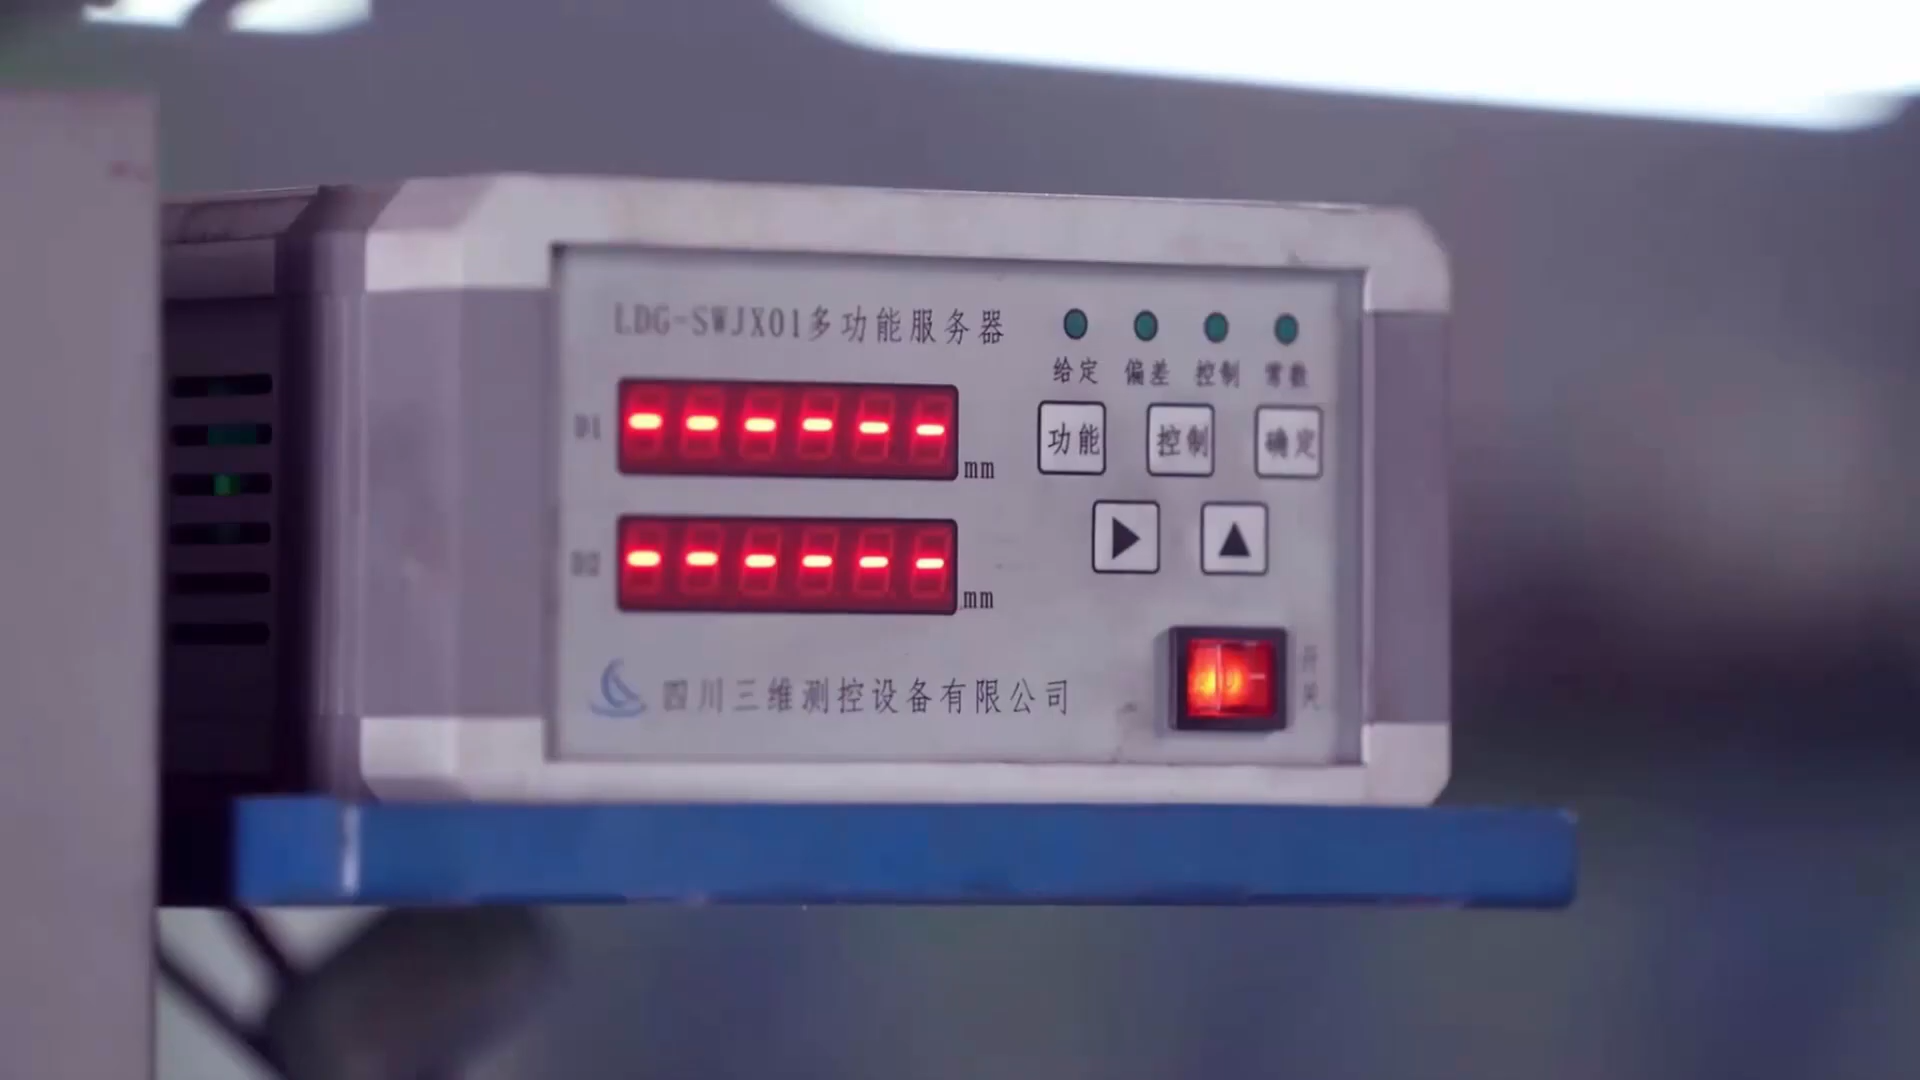 LDG-SWJX01多功能服务器
给定 偏差 控制 常数
D1 ------ mm
功能 控制 确定
D2 ------ mm
开关
四川三维测控设备有限公司